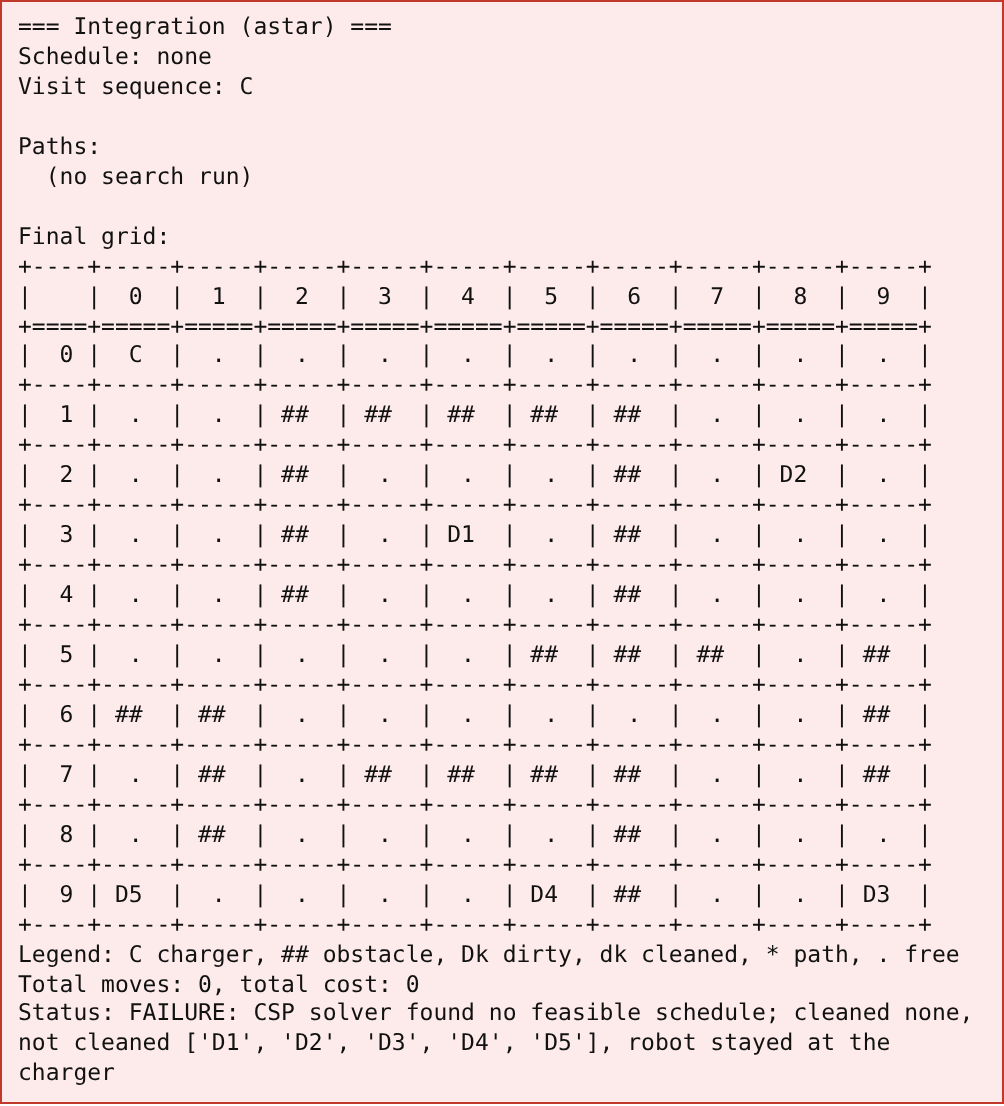 === Integration (astar) ===
Schedule: none
Visit sequence: C

Paths:
  (no search run)

Final grid:
+----+-----+-----+-----+-----+-----+-----+-----+-----+-----+-----+
|    |  0  |  1  |  2  |  3  |  4  |  5  |  6  |  7  |  8  |  9  |
+====+=====+=====+=====+=====+=====+=====+=====+=====+=====+=====+
|  0 |  C  |  .  |  .  |  .  |  .  |  .  |  .  |  .  |  .  |  .  |
+----+-----+-----+-----+-----+-----+-----+-----+-----+-----+-----+
|  1 |  .  |  .  | ##  | ##  | ##  | ##  | ##  |  .  |  .  |  .  |
+----+-----+-----+-----+-----+-----+-----+-----+-----+-----+-----+
|  2 |  .  |  .  | ##  |  .  |  .  |  .  | ##  |  .  | D2  |  .  |
+----+-----+-----+-----+-----+-----+-----+-----+-----+-----+-----+
|  3 |  .  |  .  | ##  |  .  | D1  |  .  | ##  |  .  |  .  |  .  |
+----+-----+-----+-----+-----+-----+-----+-----+-----+-----+-----+
|  4 |  .  |  .  | ##  |  .  |  .  |  .  | ##  |  .  |  .  |  .  |
+----+-----+-----+-----+-----+-----+-----+-----+-----+-----+-----+
|  5 |  .  |  .  |  .  |  .  |  .  | ##  | ##  | ##  |  .  | ##  |
+----+-----+-----+-----+-----+-----+-----+-----+-----+-----+-----+
|  6 | ##  | ##  |  .  |  .  |  .  |  .  |  .  |  .  |  .  | ##  |
+----+-----+-----+-----+-----+-----+-----+-----+-----+-----+-----+
|  7 |  .  | ##  |  .  | ##  | ##  | ##  | ##  |  .  |  .  | ##  |
+----+-----+-----+-----+-----+-----+-----+-----+-----+-----+-----+
|  8 |  .  | ##  |  .  |  .  |  .  |  .  | ##  |  .  |  .  |  .  |
+----+-----+-----+-----+-----+-----+-----+-----+-----+-----+-----+
|  9 | D5  |  .  |  .  |  .  |  .  | D4  | ##  |  .  |  .  | D3  |
+----+-----+-----+-----+-----+-----+-----+-----+-----+-----+-----+
Legend: C charger, ## obstacle, Dk dirty, dk cleaned, * path, . free
Total moves: 0, total cost: 0
Status: FAILURE: CSP solver found no feasible schedule; cleaned none,
not cleaned ['D1', 'D2', 'D3', 'D4', 'D5'], robot stayed at the
charger